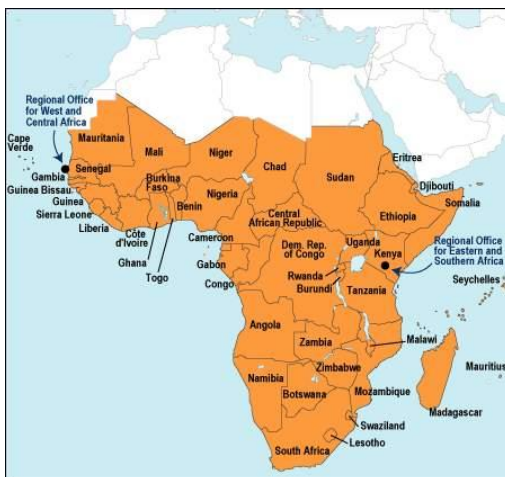 Regional Office
for West and
Central Africa
Cape
Verde
Mauritania
Mali
Niger
Chad
Sudan
Eritrea
Senegal
Gambia
Guinea Bissau
Guinea
Sierra Leone
Liberia
Côte
d'Ivoire
Ghana
Togo
Burkina
Faso
Benin
Nigeria
Cameroon
Central
African Republic
Djibouti
Somalia
Ethiopia
Gabon
Congo
Dem. Rep.
of Congo
Uganda
Kenya
Regional Office
for Eastern and
Southern Africa
Rwanda
Burundi
Tanzania
Seychelles
Angola
Zambia
Malawi
Zimbabwe
Mauritius
Namibia
Botswana
Mozambique
Madagascar
Swaziland
Lesotho
South Africa